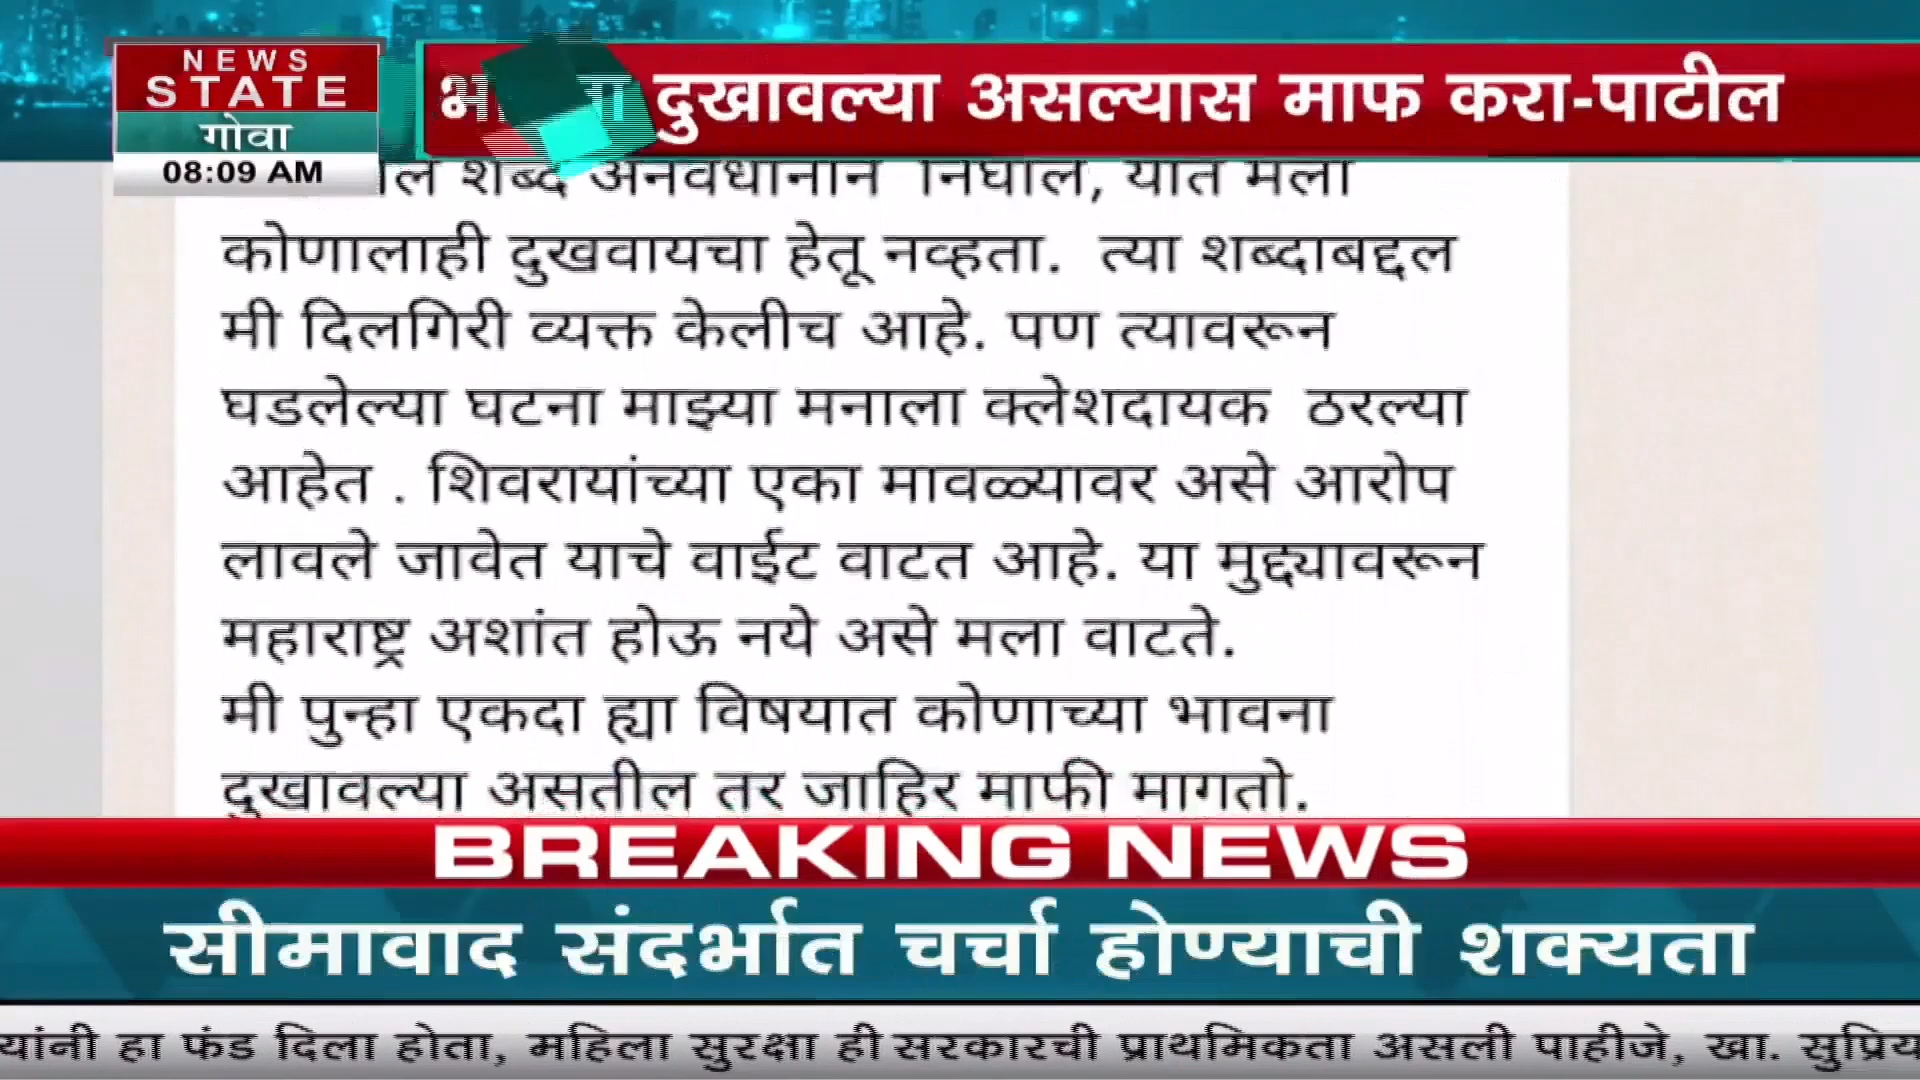 NEWS
STATE
गोवा
08:09 AM
दुखावल्या असल्यास माफ करा-पाटील
शब्द अनवधानाने निघाले, यात मला
कोणालाही दुखवायचा हेतू नव्हता. त्या शब्दाबद्दल
मी दिलगिरी व्यक्त केलीच आहे. पण त्यावरून
घडलेल्या घटना माझ्या मनाला क्लेशदायक ठरल्या
आहेत . शिवरायांच्या एका मावळ्यावर असे आरोप
लावले जावेत याचे वाईट वाटत आहे. या मुद्द्यावरून
महाराष्ट्र अशांत होऊ नये असे मला वाटते.
मी पुन्हा एकदा ह्या विषयात कोणाच्या भावना
दुखावल्या असतील तर जाहिर माफी मागतो.
BREAKING NEWS
सीमावाद संदर्भात चर्चा होण्याची शक्यता
यांनी हा फंड दिला होता, महिला सुरक्षा ही सरकारची प्राथमिकता असली पाहीजे, खा.